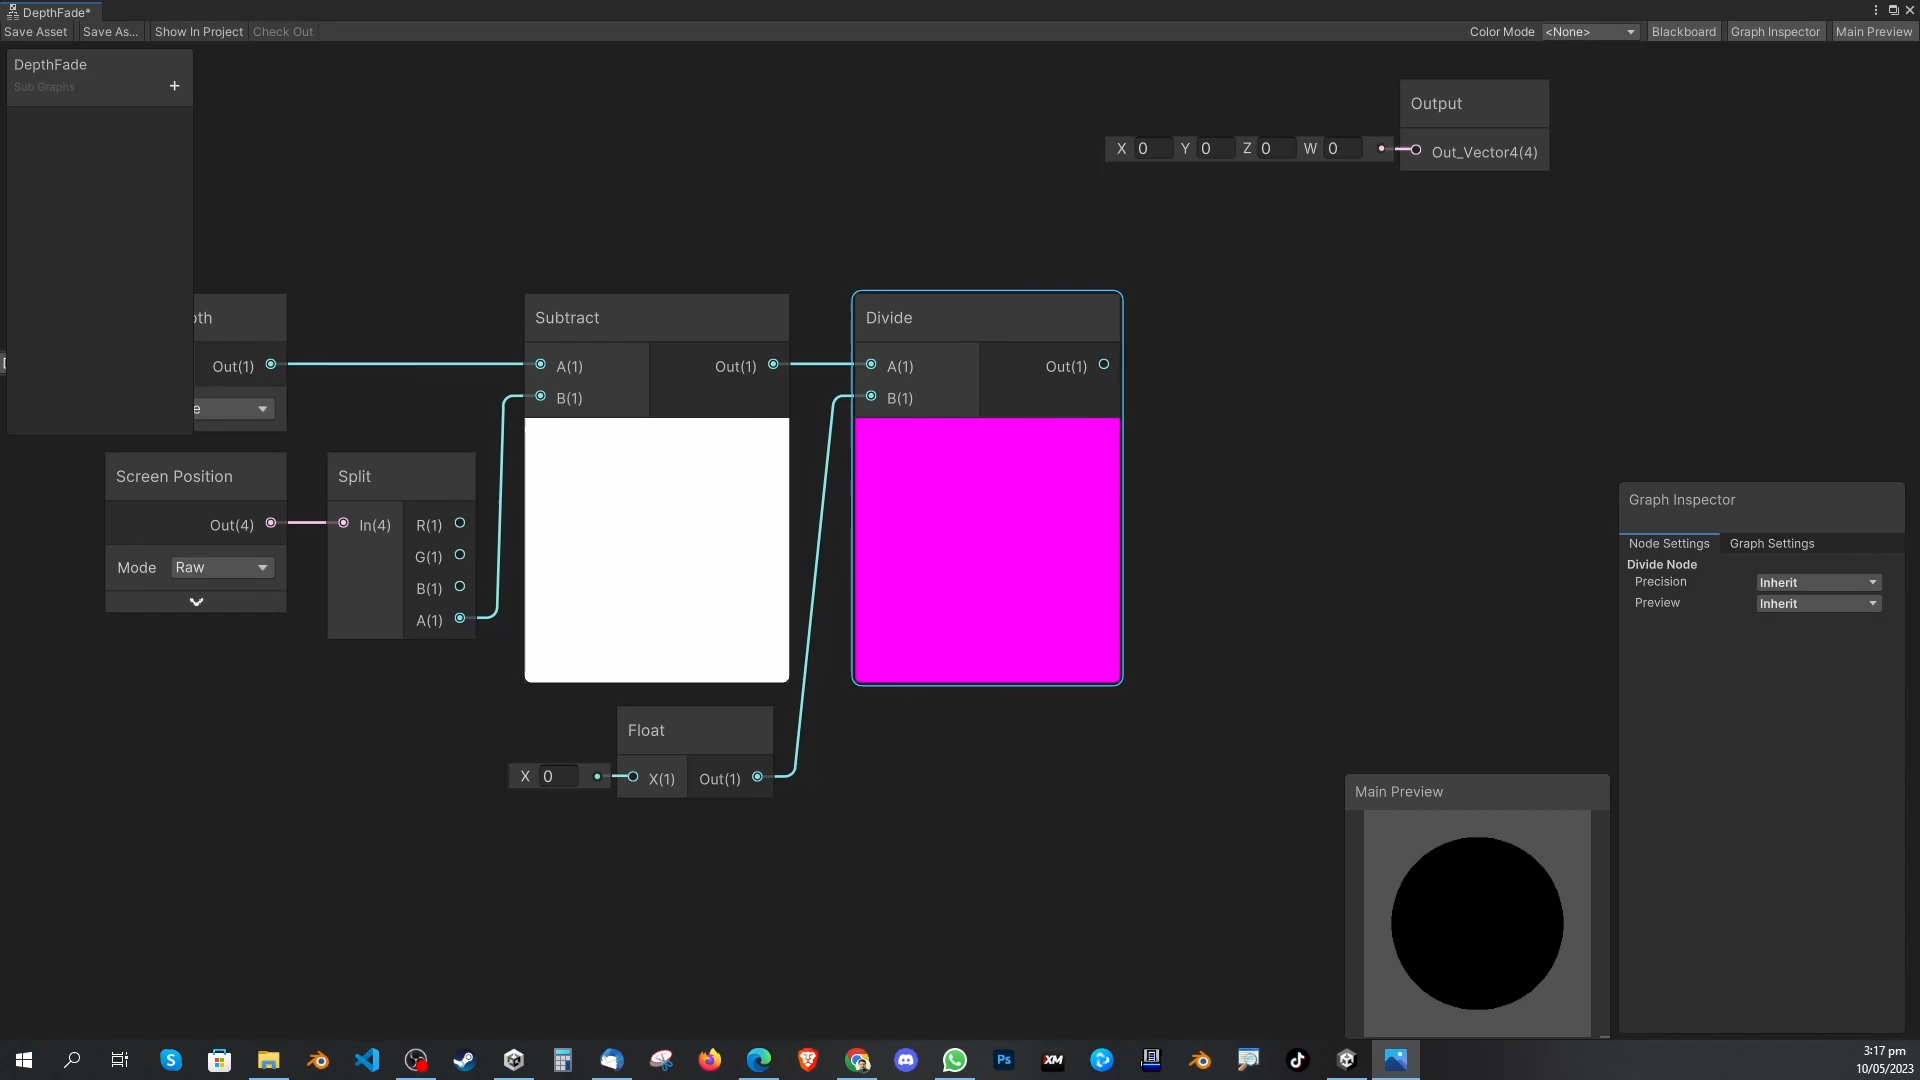 DepthFade*
Save Asset Save As... Show In Project Check Out Color Mode <None> Blackboard Graph Inspector Main Preview
DepthFade
Sub Graphs
+
Output
X 0 Y 0 Z 0 W 0 Out_Vector4(4)
oth
Out(1)
e
Subtract
A(1) Out(1)
B(1)
Divide
A(1) Out(1)
B(1)
Screen Position
Out(4)
Mode Raw
Split
In(4) R(1)
G(1)
B(1)
A(1)
Float
X 0 X(1) Out(1)
Graph Inspector
Node Settings Graph Settings
Divide Node
Precision Inherit
Preview Inherit
Main Preview
S
Ps
XM
3:17 pm
10/05/2023